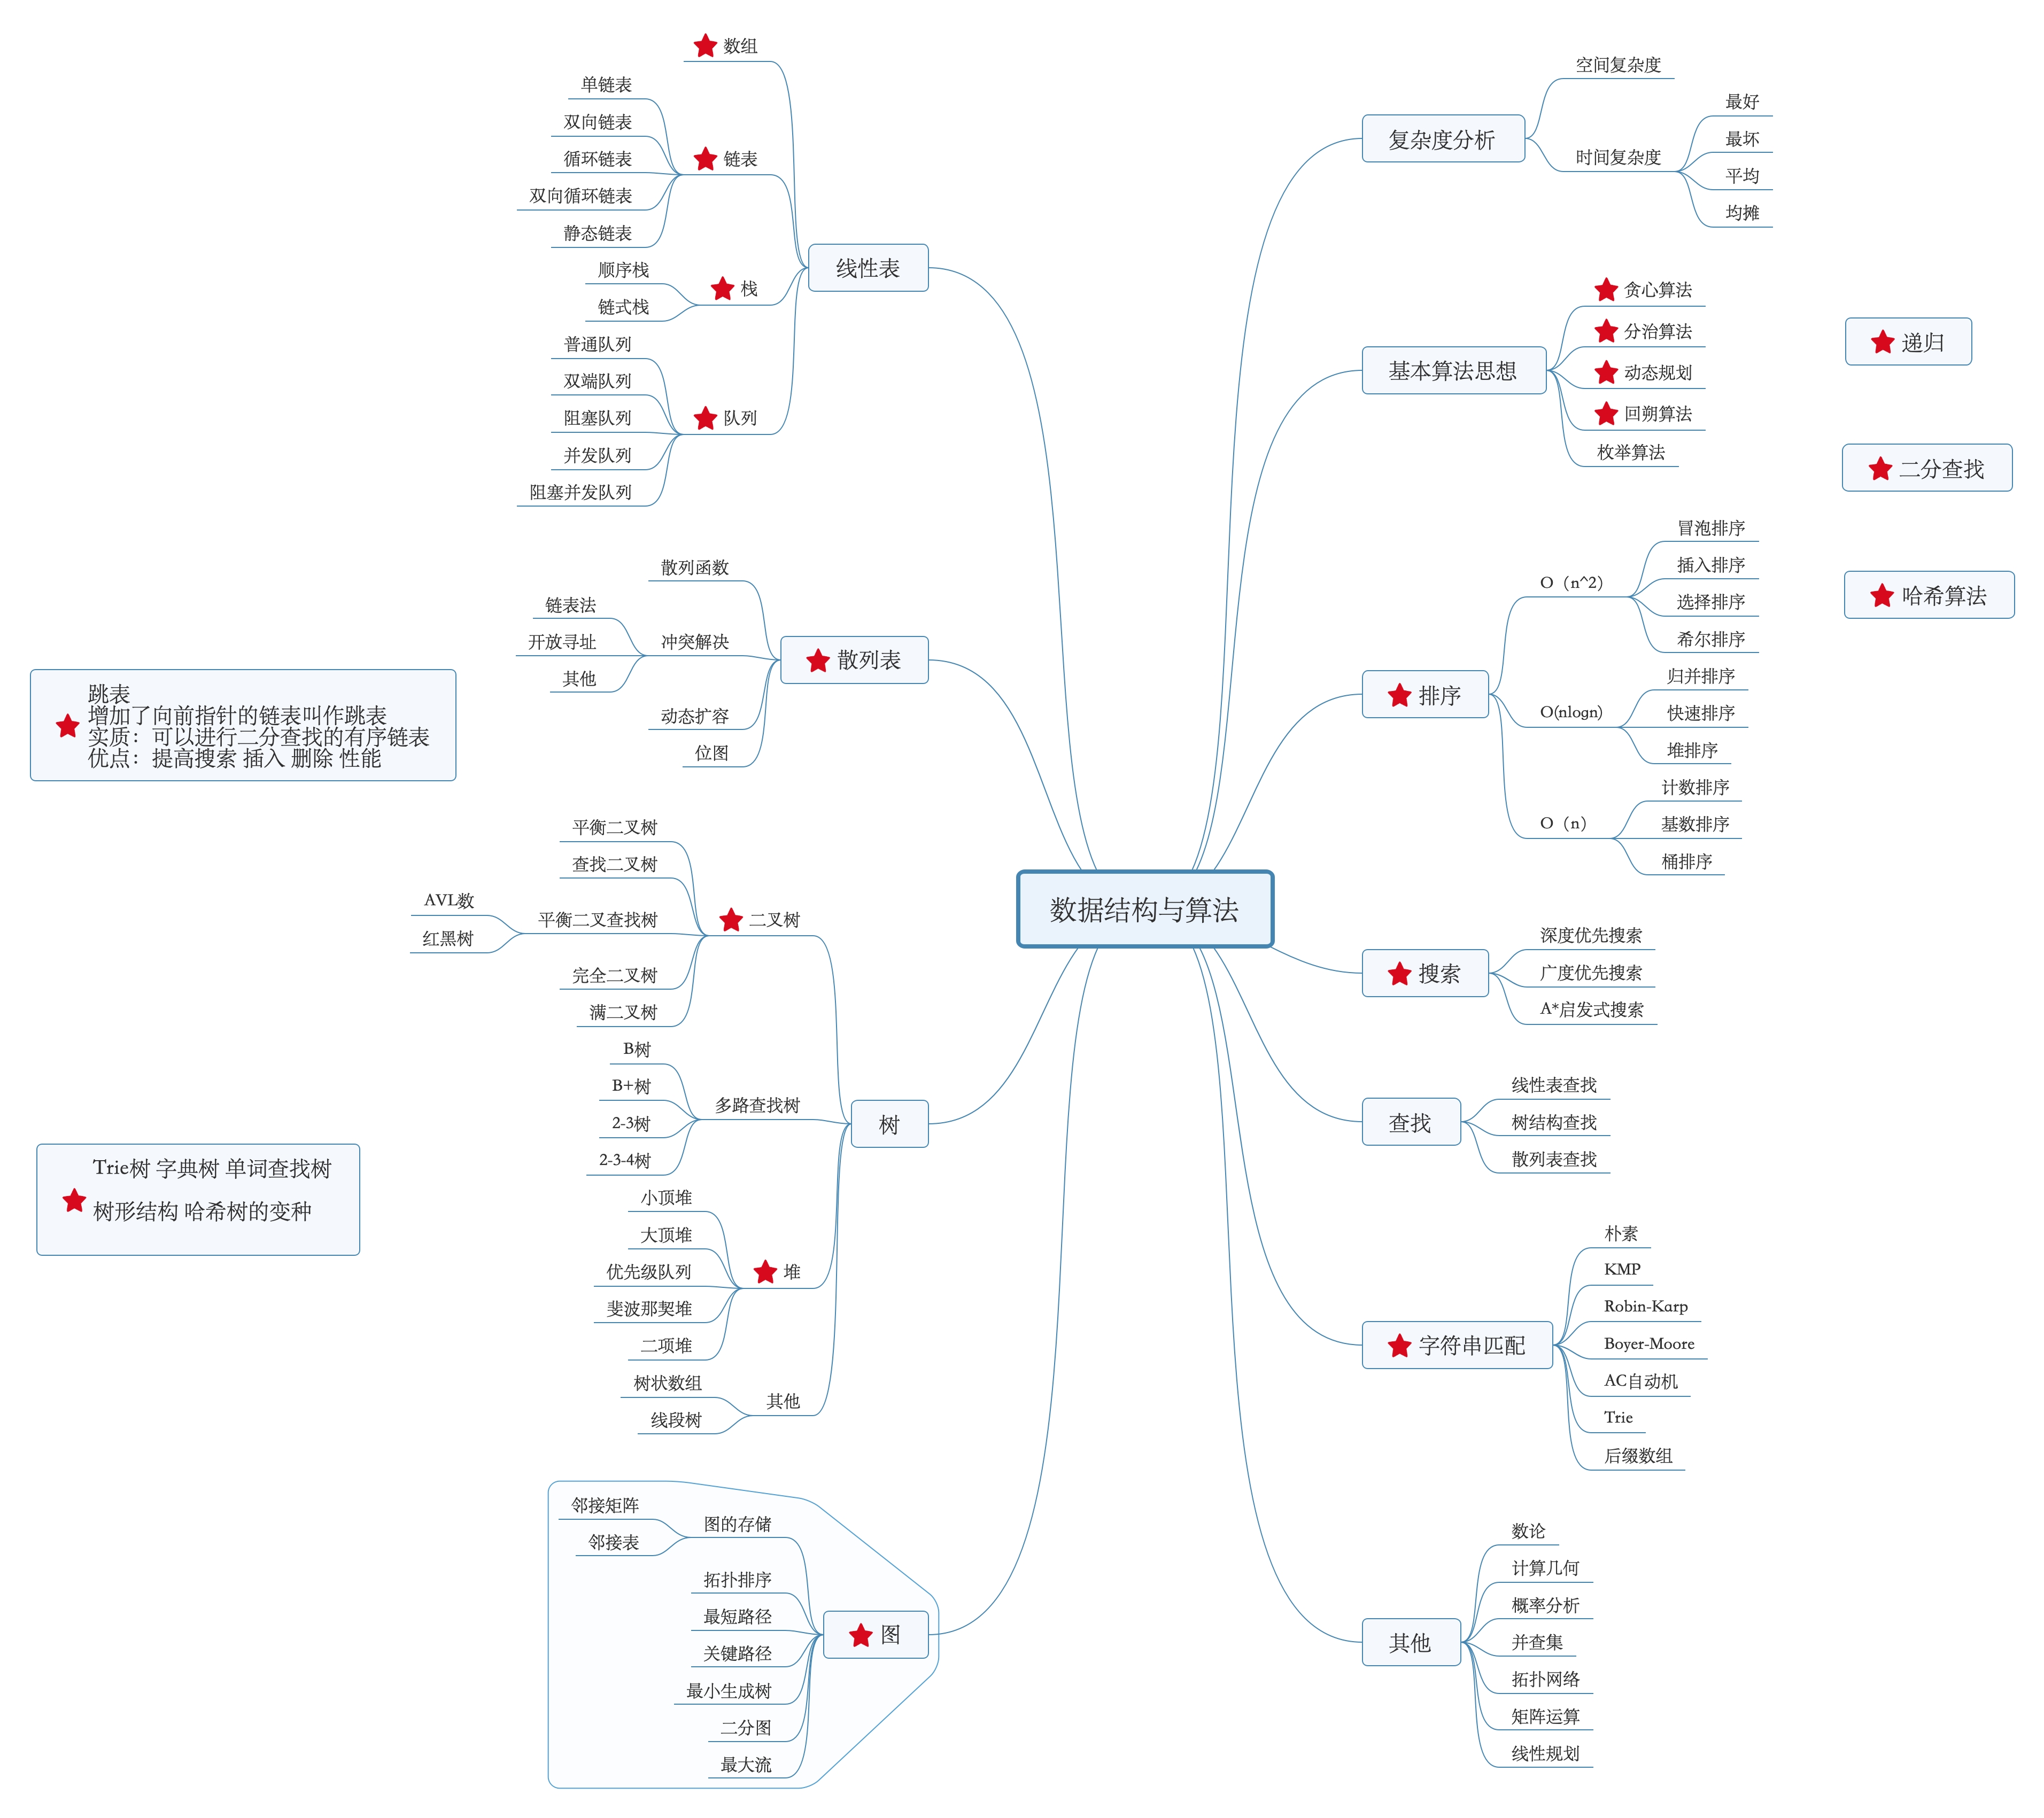 数据结构与算法
线性表
数组
链表
单链表
双向链表
循环链表
双向循环链表
静态链表
栈
顺序栈
链式栈
队列
普通队列
双端队列
阻塞队列
并发队列
阻塞并发队列
散列表
散列函数
冲突解决
链表法
开放寻址
其他
动态扩容
位图
跳表
增加了向前指针的链表叫作跳表
实质：可以进行二分查找的有序链表
优点：提高搜索 插入 删除 性能
树
二叉树
平衡二叉树
查找二叉树
平衡二叉查找树
AVL数
红黑树
完全二叉树
满二叉树
多路查找树
B树
B+树
2-3树
2-3-4树
堆
小顶堆
大顶堆
优先级队列
斐波那契堆
二项堆
其他
树状数组
线段树
Trie树 字典树 单词查找树
树形结构 哈希树的变种
图
图的存储
邻接矩阵
邻接表
拓扑排序
最短路径
关键路径
最小生成树
二分图
最大流
复杂度分析
空间复杂度
时间复杂度
最好
最坏
平均
均摊
基本算法思想
贪心算法
分治算法
动态规划
回朔算法
枚举算法
递归
二分查找
哈希算法
排序
O（n^2）
冒泡排序
插入排序
选择排序
希尔排序
O(nlogn)
归并排序
快速排序
堆排序
O（n）
计数排序
基数排序
桶排序
搜索
深度优先搜索
广度优先搜索
A*启发式搜索
查找
线性表查找
树结构查找
散列表查找
字符串匹配
朴素
KMP
Robin-Karp
Boyer-Moore
AC自动机
Trie
后缀数组
其他
数论
计算几何
概率分析
并查集
拓扑网络
矩阵运算
线性规划